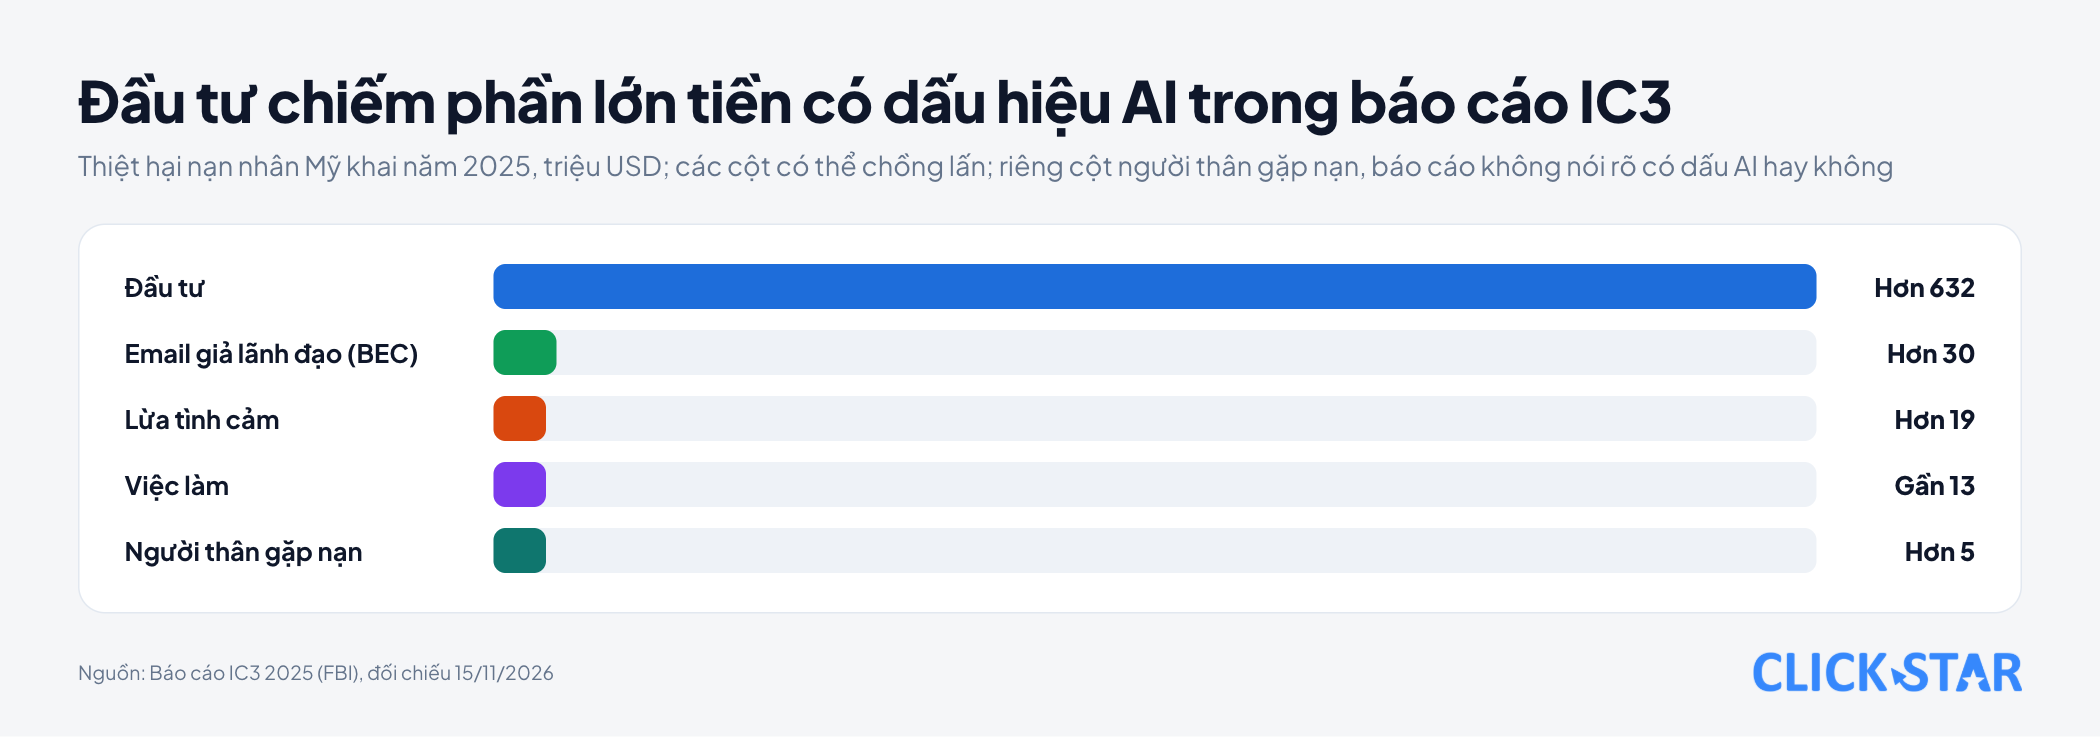 Đầu tư chiếm phần lớn tiền có dấu hiệu AI trong báo cáo IC3
Thiệt hại nạn nhân Mỹ khai năm 2025, triệu USD; các cột có thể chồng lấn; riêng cột người thân gặp nạn, báo cáo không nói rõ có dấu AI hay không
Đầu tư Hơn 632
Email giả lãnh đạo (BEC) Hơn 30
Lừa tình cảm Hơn 19
Việc làm Gần 13
Người thân gặp nạn Hơn 5
Nguồn: Báo cáo IC3 2025 (FBI), đối chiếu 15/11/2026
CLICK STAR